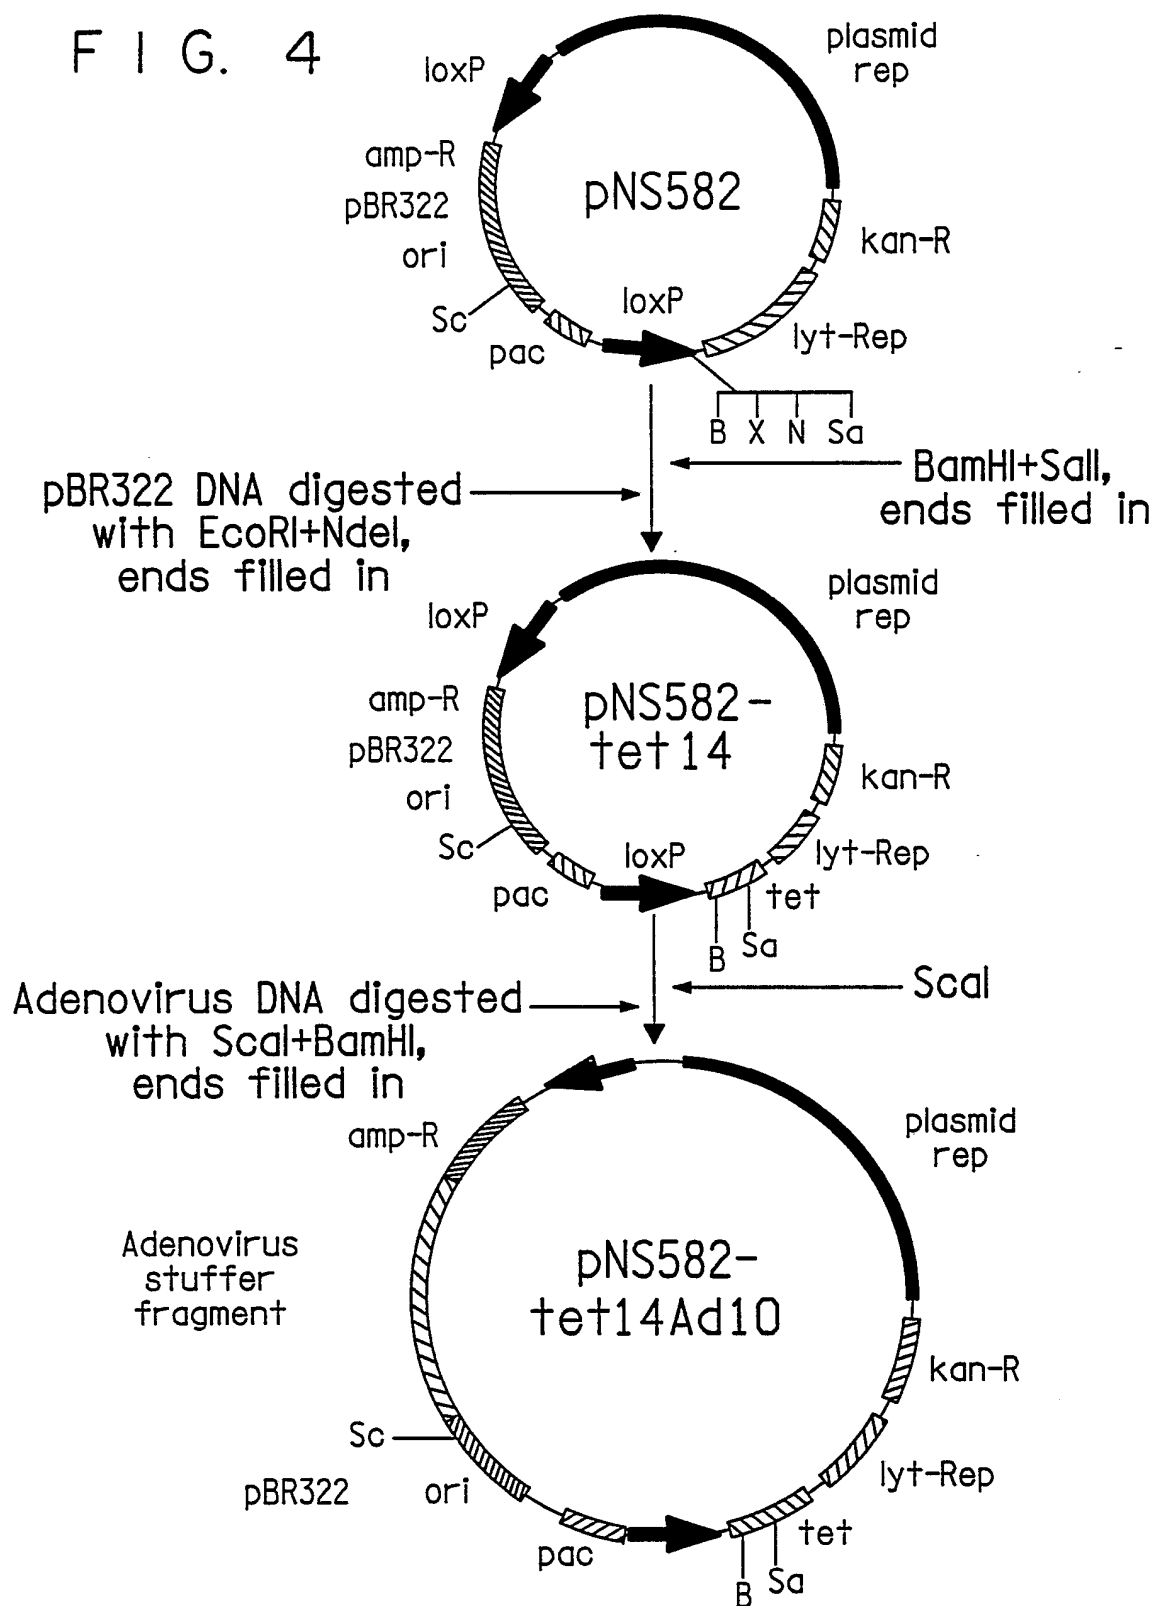 FIG. 4
plasmid
rep
loxP
amp-R
pBR322
ori
pNS582
kan-R
Sc
loxP
pac
lyt-Rep
B X N Sa
pBR322 DNA digested
with EcoRI+NdeI,
ends filled in
BamHI+SalI,
ends filled in
plasmid
rep
loxP
amp-R
pBR322
ori
pNS582-
tet14
kan-R
Sc
loxP
lyt-Rep
pac
tet
B
Sa
Adenovirus DNA digested
with ScaI+BamHI,
ends filled in
ScaI
amp-R
plasmid
rep
Adenovirus
stuffer
fragment
pNS582-
tet14Ad10
kan-R
Sc
pBR322
ori
lyt-Rep
pac
tet
B
Sa